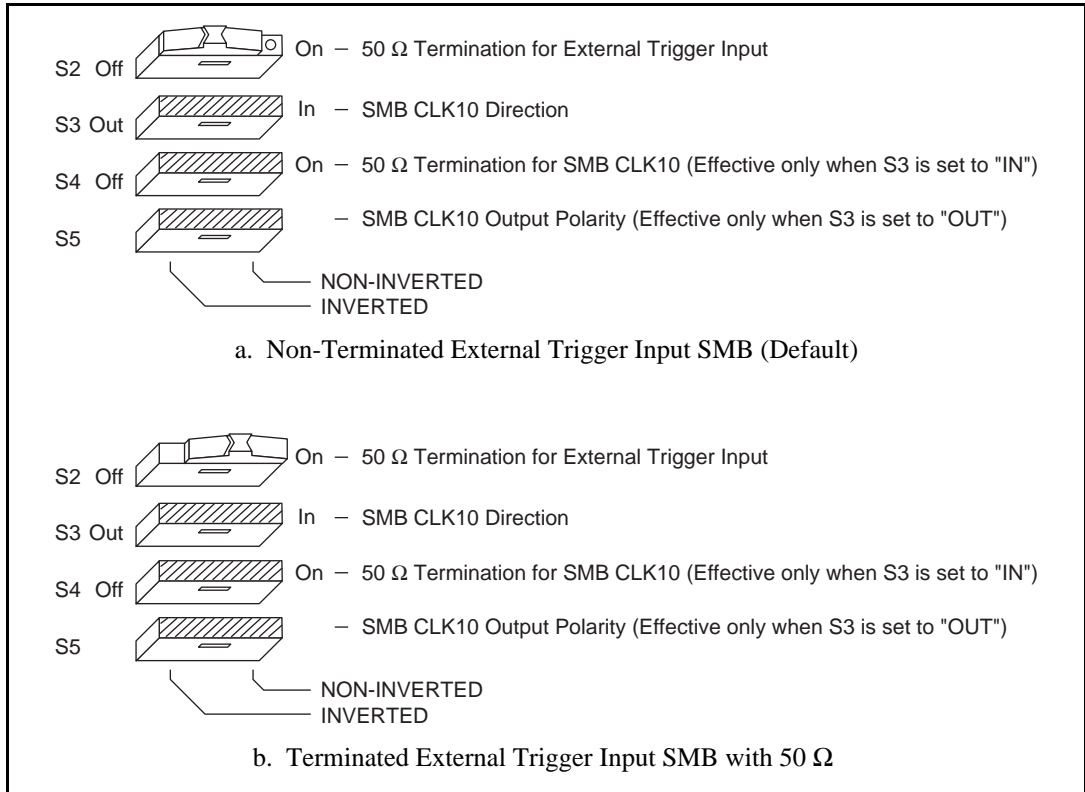 S2 Off On – 50 Ω Termination for External Trigger Input
S3 Out In – SMB CLK10 Direction
S4 Off On – 50 Ω Termination for SMB CLK10 (Effective only when S3 is set to "IN")
S5 – SMB CLK10 Output Polarity (Effective only when S3 is set to "OUT")
NON-INVERTED
INVERTED
a. Non-Terminated External Trigger Input SMB (Default)
S2 Off On – 50 Ω Termination for External Trigger Input
S3 Out In – SMB CLK10 Direction
S4 Off On – 50 Ω Termination for SMB CLK10 (Effective only when S3 is set to "IN")
S5 – SMB CLK10 Output Polarity (Effective only when S3 is set to "OUT")
NON-INVERTED
INVERTED
b. Terminated External Trigger Input SMB with 50 Ω